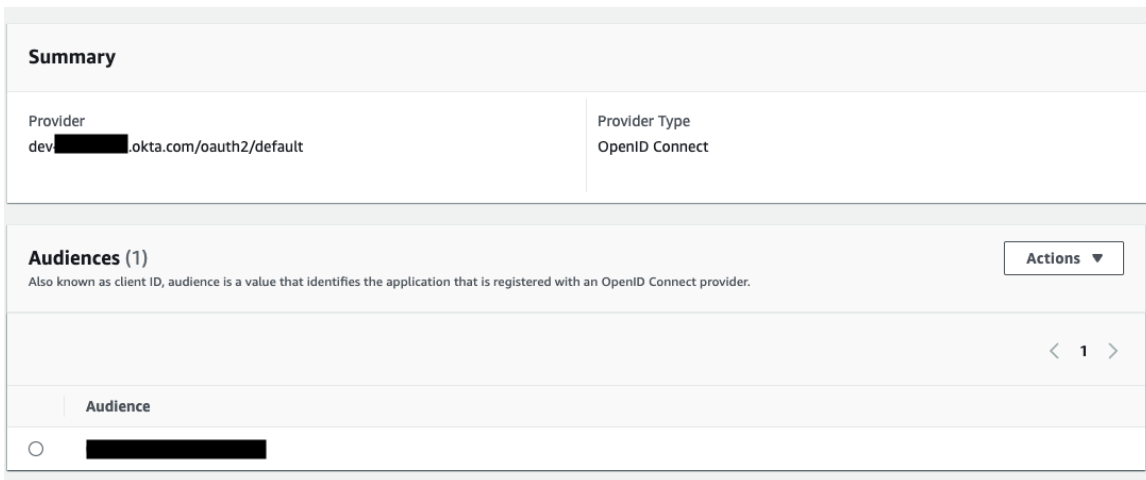 Summary
Provider
Provider Type
dev-.okta.com/oauth2/default
OpenID Connect
Audiences (1)
Actions ▼
Also known as client ID, audience is a value that identifies the application that is registered with an OpenID Connect provider.
< 1 >
Audience